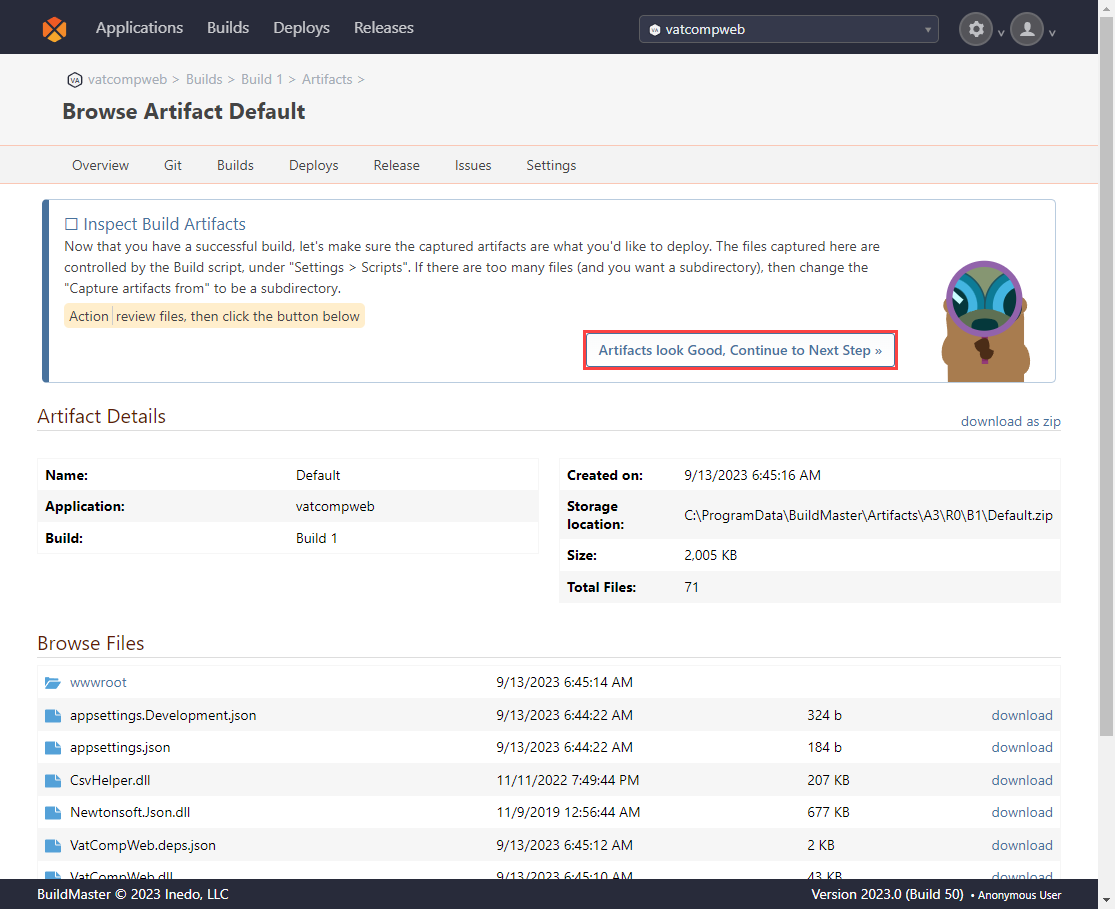 Applications Builds Deploys Releases vatcompweb
VA vatcompweb > Builds > Build 1 > Artifacts >
Browse Artifact Default
Overview Git Builds Deploys Release Issues Settings
Inspect Build Artifacts
Now that you have a successful build, let's make sure the captured artifacts are what you'd like to deploy. The files captured here are
controlled by the Build script, under "Settings > Scripts". If there are too many files (and you want a subdirectory), then change the
"Capture artifacts from" to be a subdirectory.
Action review files, then click the button below
Artifacts look Good, Continue to Next Step »
Artifact Details
download as zip
Name: Default
Application: vatcompweb
Build: Build 1
Created on: 9/13/2023 6:45:16 AM
Storage
location: C:\ProgramData\BuildMaster\Artifacts\A3\R0\B1\Default.zip
Size: 2,005 KB
Total Files: 71
Browse Files
wwwroot 9/13/2023 6:45:14 AM
appsettings.Development.json 9/13/2023 6:44:22 AM 324 b download
appsettings.json 9/13/2023 6:44:22 AM 184 b download
CsvHelper.dll 11/11/2022 7:49:44 PM 207 KB download
Newtonsoft.Json.dll 11/9/2019 12:56:44 AM 677 KB download
VatCompWeb.deps.json 9/13/2023 6:45:12 AM 2 KB download
VatCompWeb.dll 9/13/2023 6:45:10 AM 43 KB download
BuildMaster © 2023 Inedo, LLC Version 2023.0 (Build 50) • Anonymous User